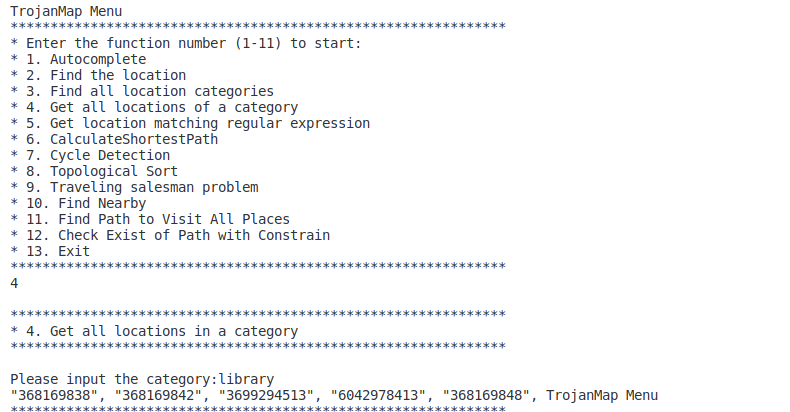 TrojanMap Menu
**************************************************************
* Enter the function number (1-11) to start:
* 1. Autocomplete
* 2. Find the location
* 3. Find all location categories
* 4. Get all locations of a category
* 5. Get location matching regular expression
* 6. CalculateShortestPath
* 7. Cycle Detection
* 8. Topological Sort
* 9. Traveling salesman problem
* 10. Find Nearby
* 11. Find Path to Visit All Places
* 12. Check Exist of Path with Constrain
* 13. Exit
**************************************************************
4
**************************************************************
* 4. Get all locations in a category
**************************************************************
Please input the category:library
"368169838", "368169842", "3699294513", "6042978413", "368169848", TrojanMap Menu
**************************************************************